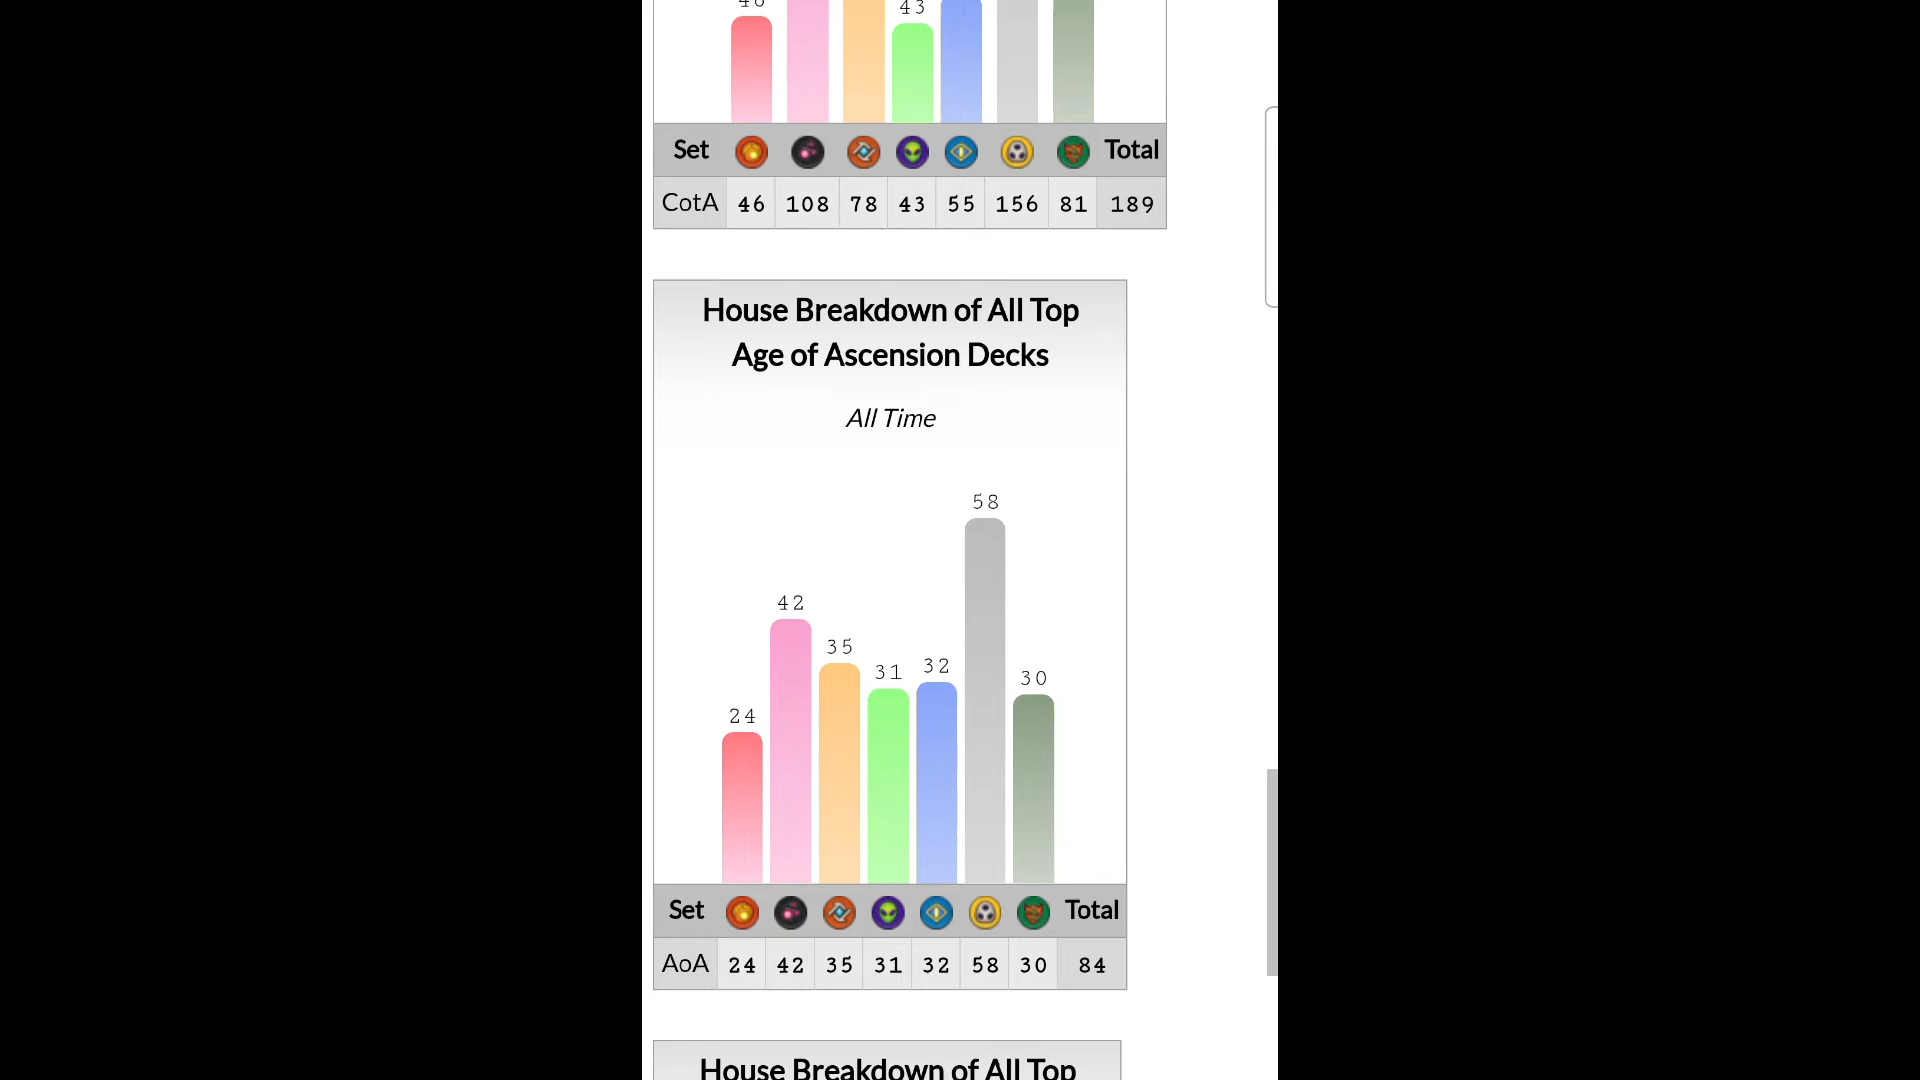 43
Set Total
CotA 46 108 78 43 55 156 81 189
House Breakdown of All Top
Age of Ascension Decks
All Time
58
42
35
32
31
30
24
Set Total
AoA 24 42 35 31 32 58 30 84
House Breakdown of All Top